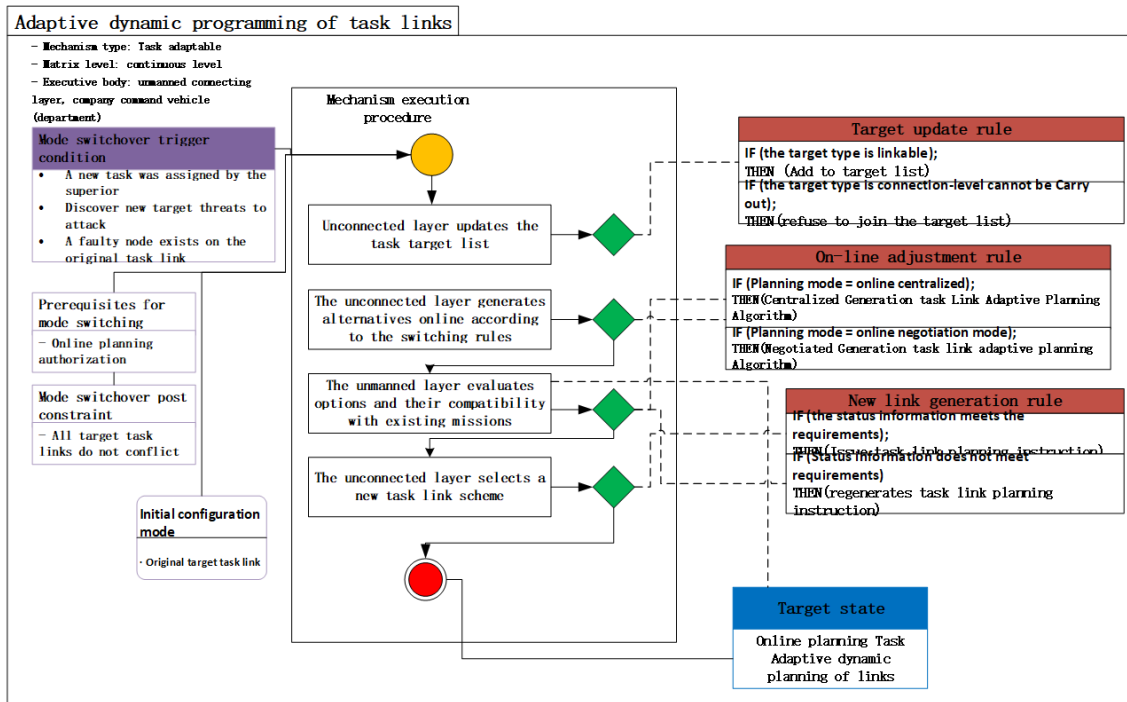 Adaptive dynamic programming of task links
- Mechanism type: Task adaptable
- Matrix level: continuous level
- Executive body: unmanned connecting
layer, company command vehicle
(department)
Mode switchover trigger
condition
• A new task was assigned by the
superior
• Discover new target threats to
attack
• A faulty node exists on the
original task link
Prerequisites for
mode switching
- Online planning
authorization
Mode switchover post
constraint
- All target task
links do not conflict
Initial configuration
mode
- Original target task link
Mechanism execution
procedure
Unconnected layer updates the
task target list
The unconnected layer generates
alternatives online according
to the switching rules
The unmanned layer evaluates
options and their compatibility
with existing missions
The unconnected layer selects a
new task link scheme
Target update rule
IF (the target type is linkable);
THEN (Add to target list)
IF (the target type is connection-level cannot be Carry
out);
THEN(refuse to join the target list)
On-line adjustment rule
IF (Planning mode = online centralized);
THEN(Centralized Generation task Link Adaptive Planning
Algorithm)
IF (Planning mode = online negotiation mode);
THEN(Negotiated Generation task link adaptive planning
Algorithm)
New link generation rule
IF (the status information meets the
requirements);
THEN(Issue task link planning instruction)
IF (Status Information does not meet
requirements)
THEN(regenerates task link planning
instruction)
Target state
Online planning Task
Adaptive dynamic
planning of links